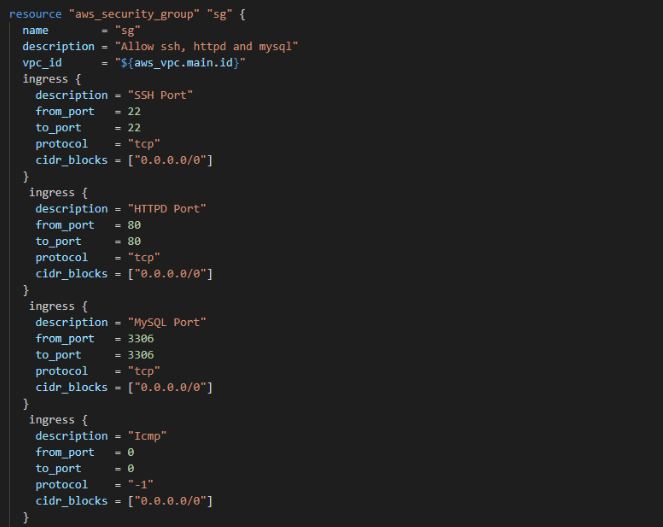 resource "aws_security_group" "sg" {
  name        = "sg"
  description = "Allow ssh, httpd and mysql"
  vpc_id      = "${aws_vpc.main.id}"
  ingress {
    description = "SSH Port"
    from_port   = 22
    to_port     = 22
    protocol    = "tcp"
    cidr_blocks = ["0.0.0.0/0"]
  }
   ingress {
    description = "HTTPD Port"
    from_port   = 80
    to_port     = 80
    protocol    = "tcp"
    cidr_blocks = ["0.0.0.0/0"]
  }
   ingress {
    description = "MySQL Port"
    from_port   = 3306
    to_port     = 3306
    protocol    = "tcp"
    cidr_blocks = ["0.0.0.0/0"]
  }
   ingress {
    description = "Icmp"
    from_port   = 0
    to_port     = 0
    protocol    = "-1"
    cidr_blocks = ["0.0.0.0/0"]
  }